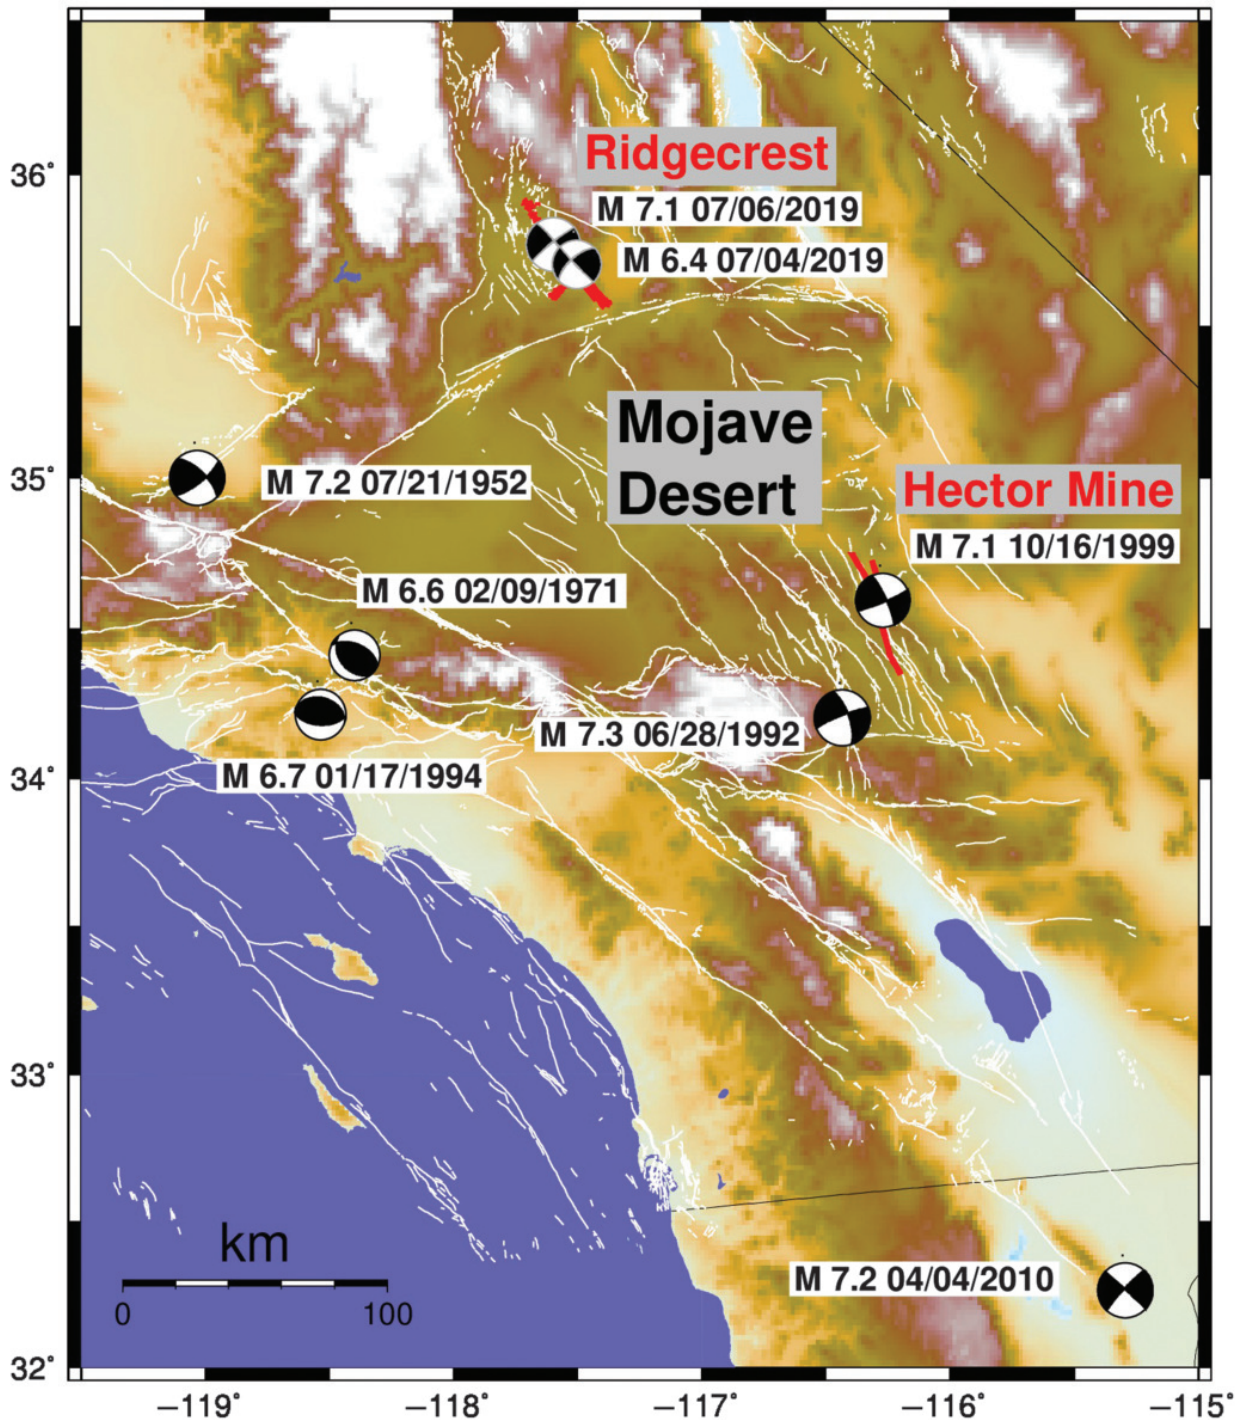 36°
Ridgecrest
M 7.1 07/06/2019
M 6.4 07/04/2019
Mojave
Desert
35°
M 7.2 07/21/1952
Hector Mine
M 7.1 10/16/1999
M 6.6 02/09/1971
M 7.3 06/28/1992
34°
M 6.7 01/17/1994
33°
km
0 100
M 7.2 04/04/2010
32°
−119° −118° −117° −116° −115°